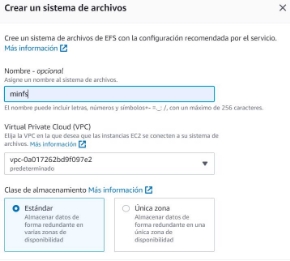 Crear un sistema de archivos
Cree un sistema de archivos de EFS con la configuración recomendada por el servicio.
Más información
Nombre - opcional
Asigne un nombre al sistema de archivos.
minfs
El nombre puede incluir letras, números y símbolos+- =._: /, con un máximo de 256 caracteres.
Virtual Private Cloud (VPC)
Elija la VPC en la que desea que las instancias EC2 se conecten a su sistema de
archivos. Más información
vpc-0a017262bd9f097e2
predeterminado
Clase de almacenamiento Más información
Estándar
Almacenar datos de
forma redundante en
varias zonas de
disponibilidad
Única zona
Almacenar datos de
forma redundante en una
única zona de
disponibilidad